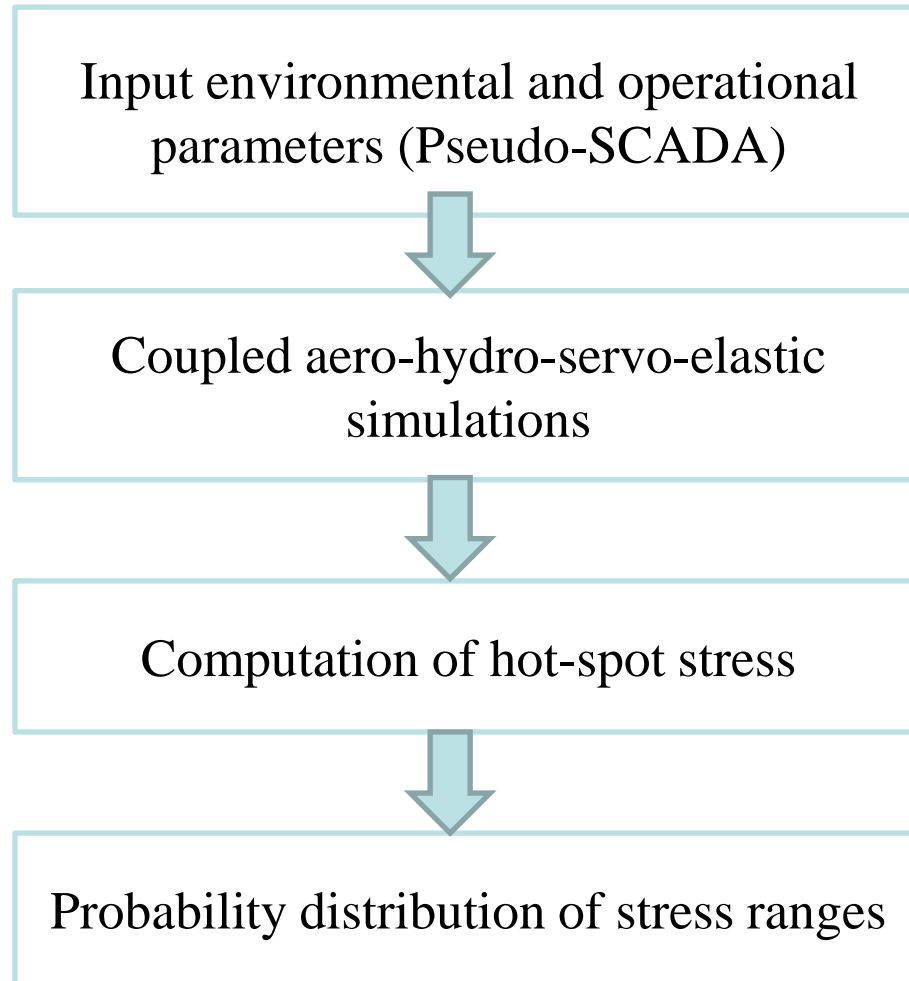 Input environmental and operational
parameters (Pseudo-SCADA)
Coupled aero-hydro-servo-elastic
simulations
Computation of hot-spot stress
Probability distribution of stress ranges